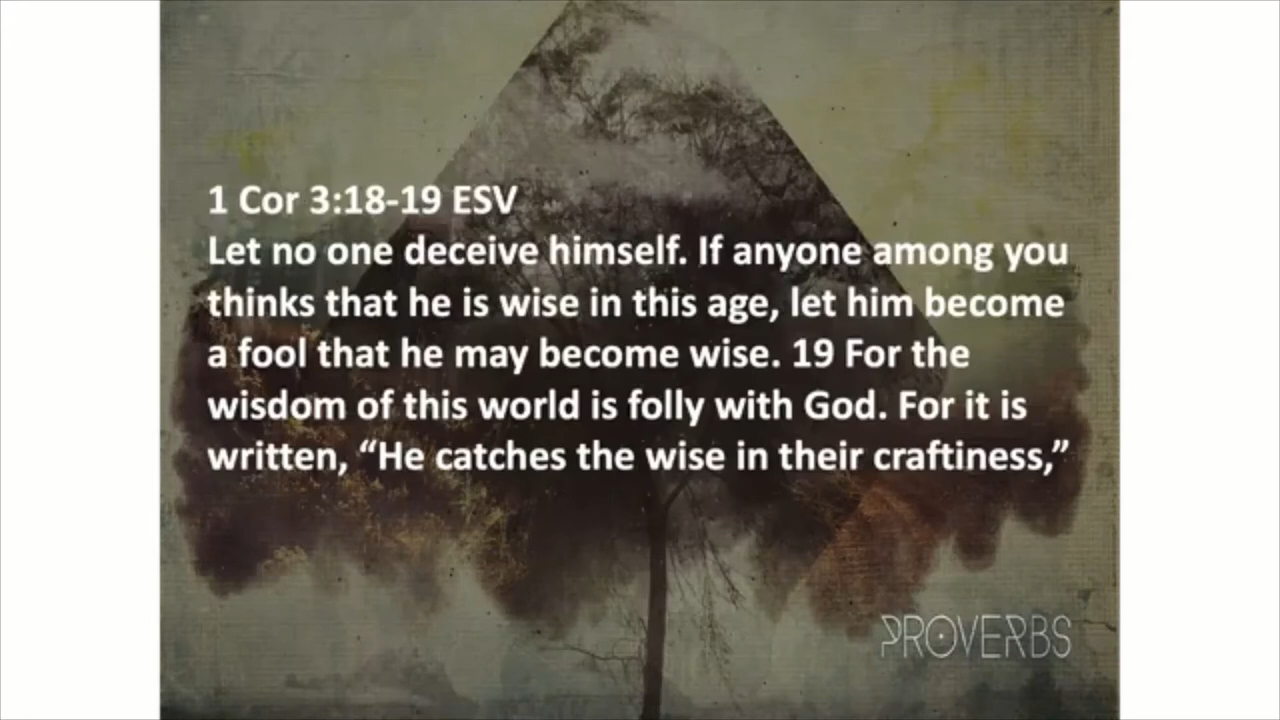 1 Cor 3:18-19 ESV
Let no one deceive himself. If anyone among you
thinks that he is wise in this age, let him become
a fool that he may become wise. 19 For the
wisdom of this world is folly with God. For it is
written, “He catches the wise in their craftiness,”
PROVERBS